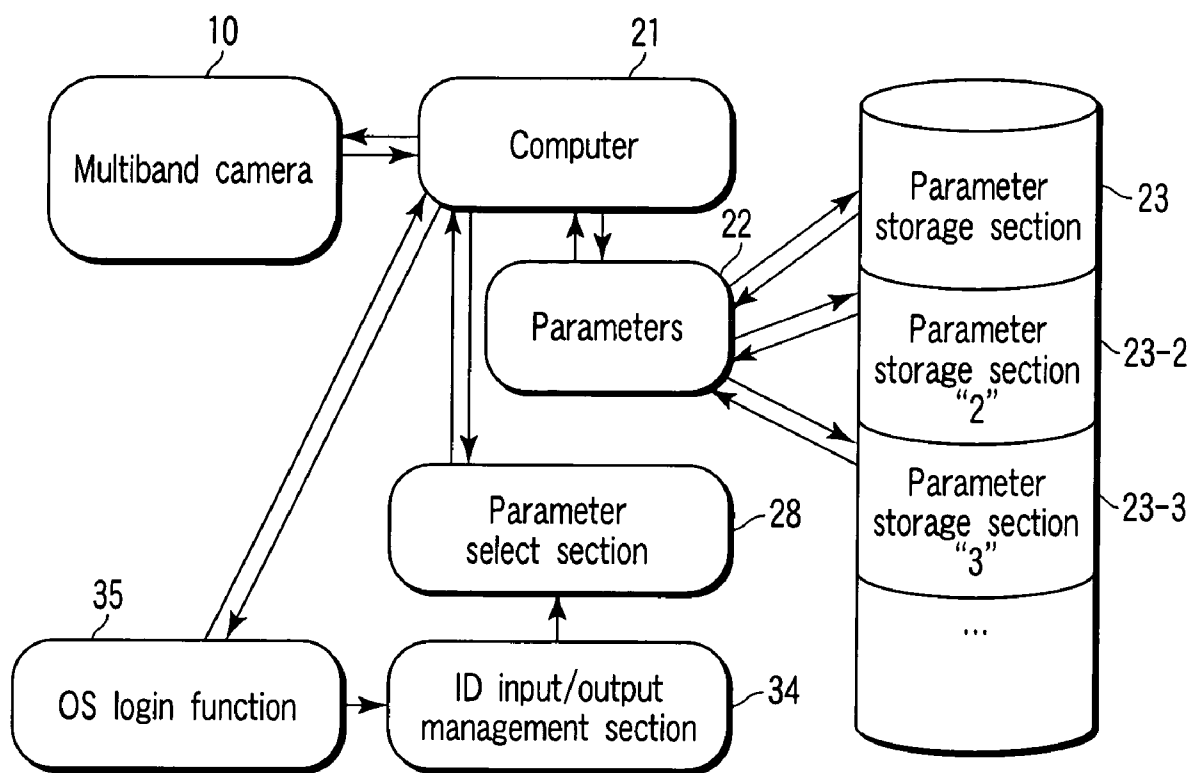 10
21
Multiband camera
Computer
Parameter
storage section
23
22
Parameters
Parameter
storage section
“2”
23-2
Parameter
storage section
“3”
23-3
Parameter
select section
28
35
...
OS login function
ID input/output
management section
34